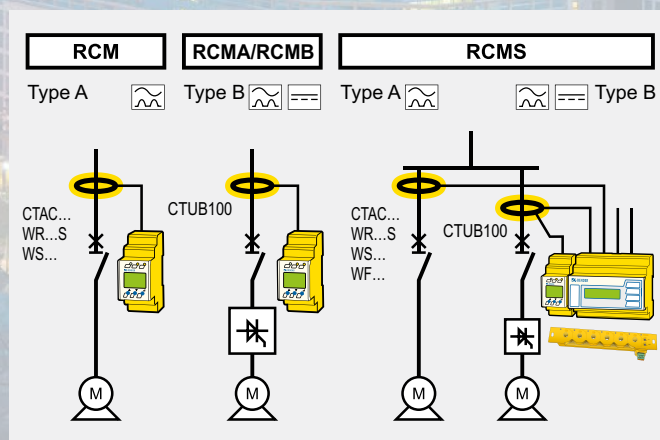 RCM
RCMA/RCMB
RCMS
Type A
Type B
Type A
Type B
CTAC...
WR...S
WS...
CTUB100
CTAC...
WR...S
WS...
WF...
CTUB100
M
M
M
M